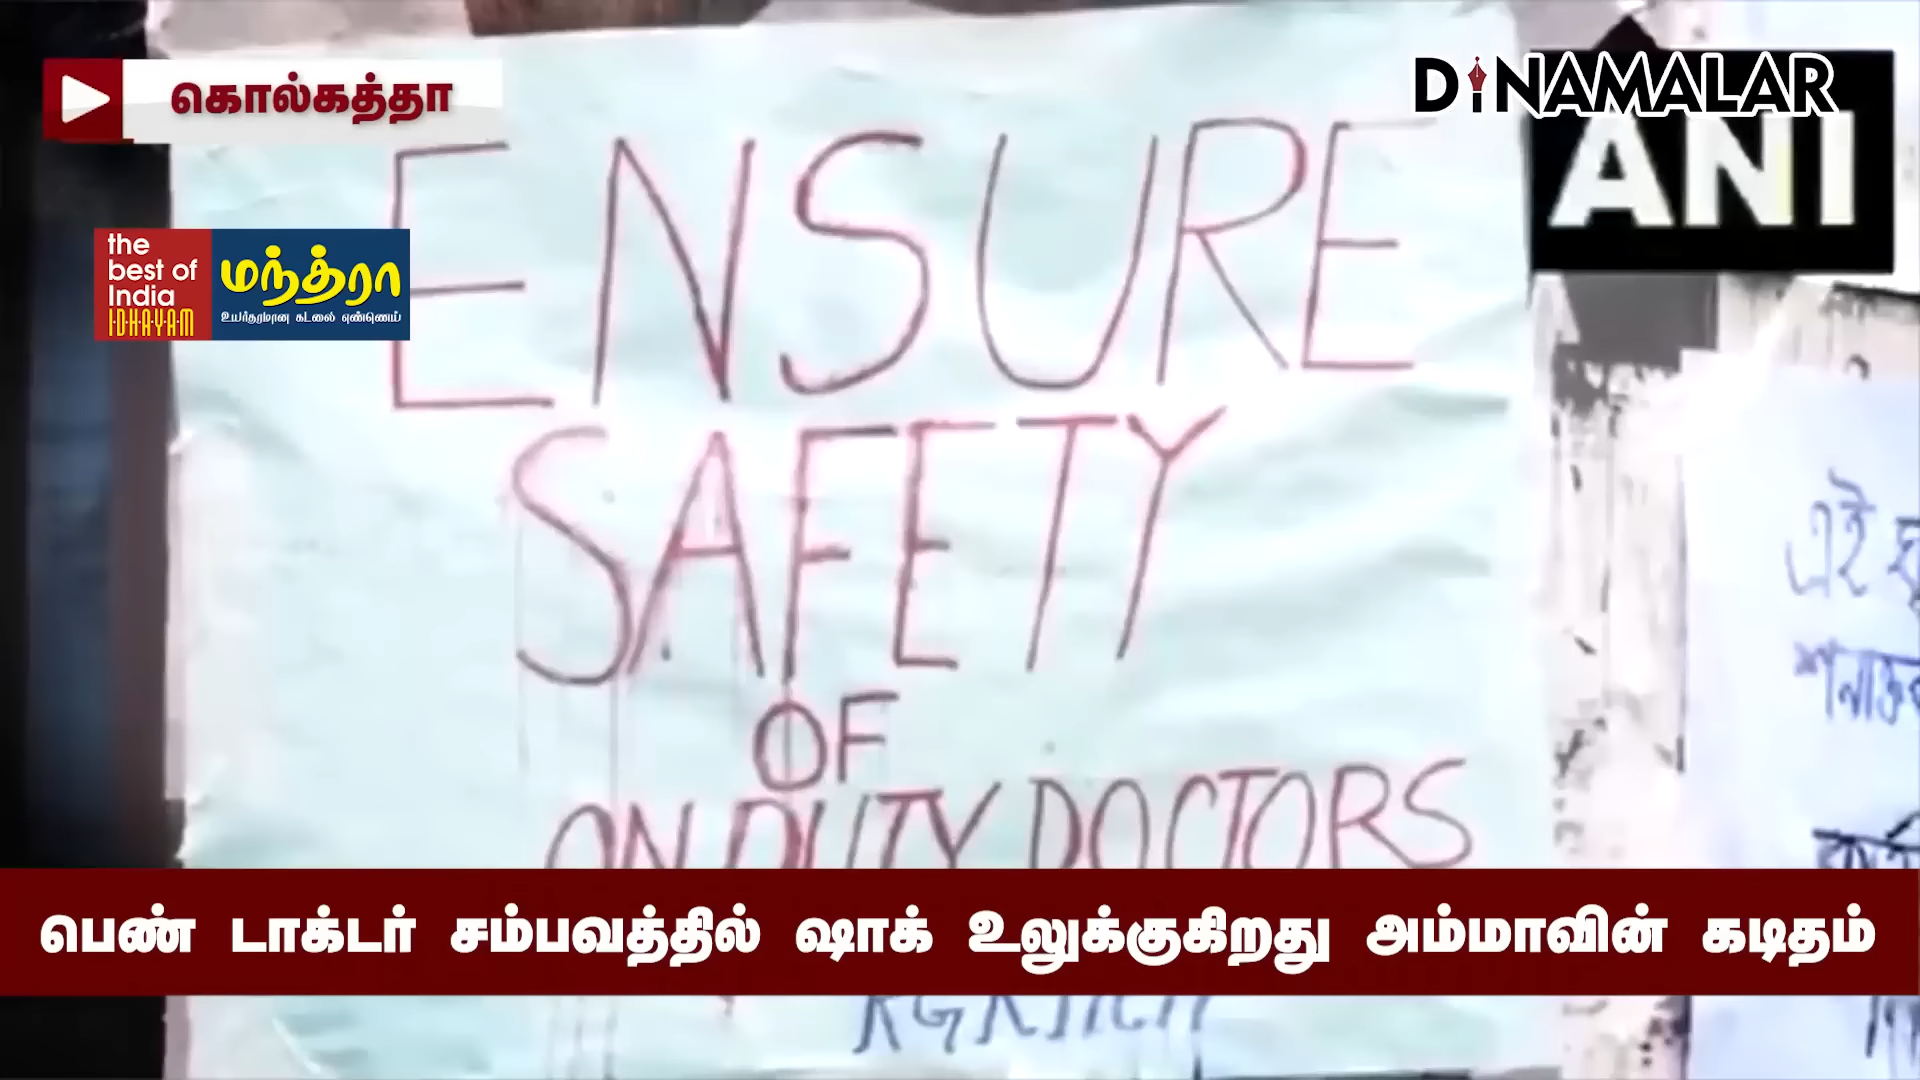 கொல்கத்தா
DINAMALAR
ANI
the
best of
India
IDHAYAM
மந்த்ரா
உயர்தரமான கடலை எண்ணெய்
ENSURE
SAFETY
OF
ON DUTY DOCTORS
எ
এই
பெண் டாக்டர் சம்பவத்தில் ஷாக் உலுக்குகிறது அம்மாவின் கடிதம்